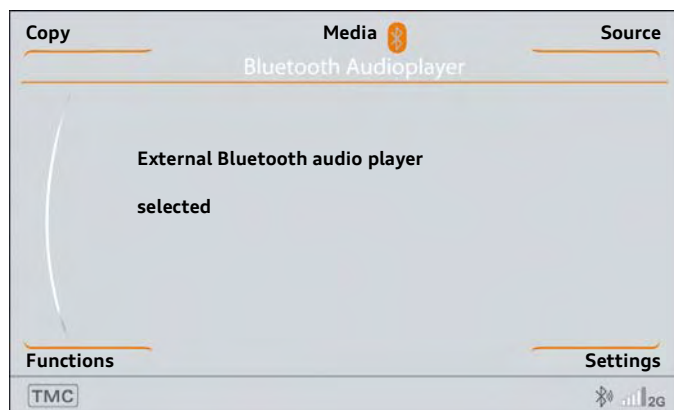 Copy Media Source
Bluetooth Audioplayer
External Bluetooth audio player
selected
Functions Settings
TMC 2G